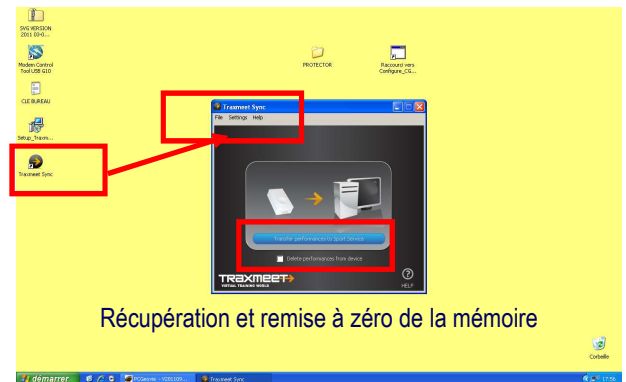 SVG VERSION
2011 03-0...
Modem Control
Tool USB G10
CLE BUREAU
Setup_Traxm...
Traxmeet Sync
PROTECTOR
Raccourci vers
Configure_CG...
Traxmeet Sync
File Settings Help
Transfer performances to Sport Service
Delete performances from device
TRAXMEET
VIRTUAL TRAINING WORLD
?
HELP
Récupération et remise à zéro de la mémoire
Corbeille
démarrer
Traxmeet Sync
17:56